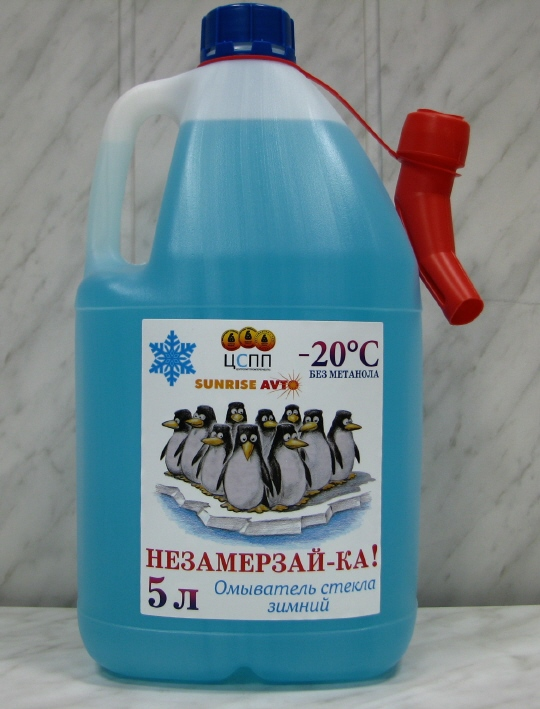 ЦСПП
-20°C
БЕЗ МЕТАНОЛА
SUNRISE AVTO
НЕЗАМЕРЗАЙ-КА!
5 л
Омыватель стекла
зимний